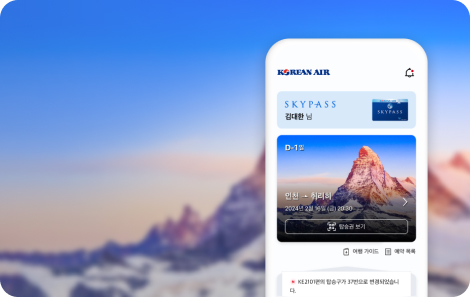 KOREAN AIR
SKYPASS
SKYPASS
김대한 님
D-1일
인천 → 취리히
2024년 2월 16일 (금) 20:30
탑승권 보기
여행 가이드
예약 목록
KE2101편의 탑승구가 37번으로 변경되었습니
다.